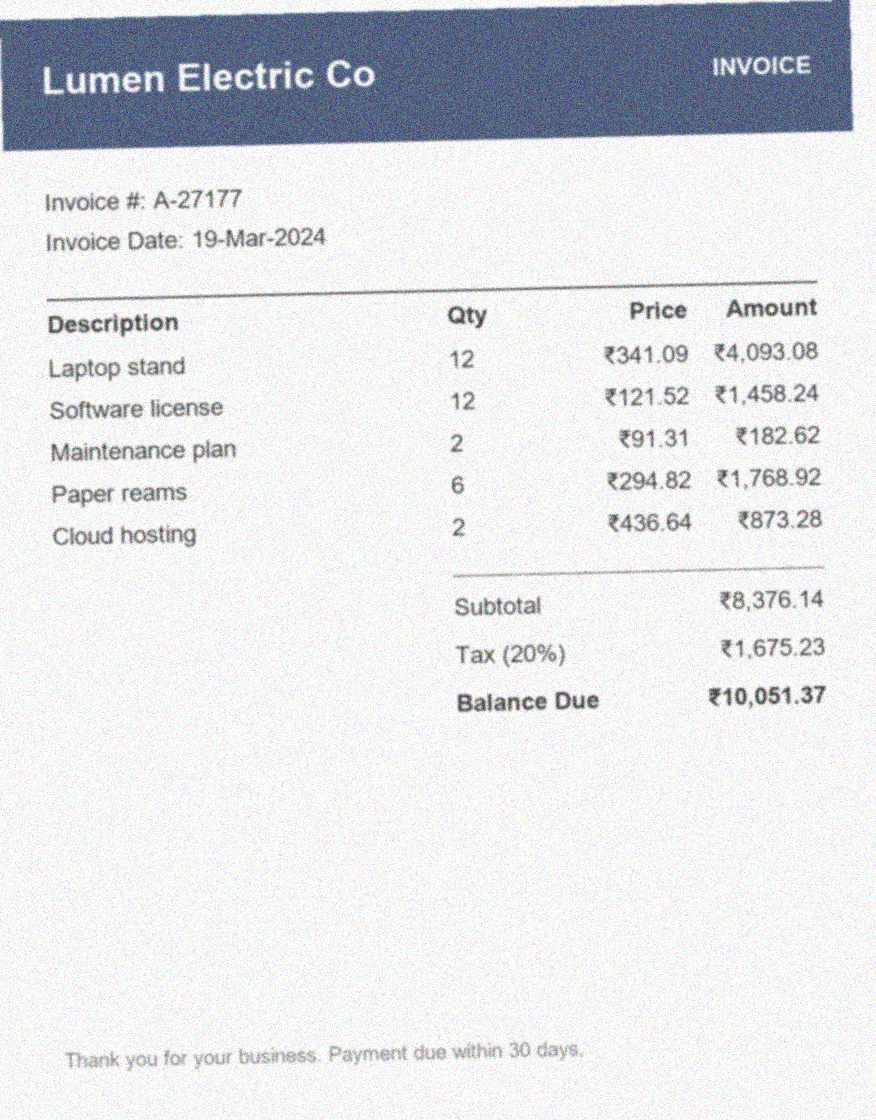 Lumen Electric Co INVOICE
Invoice #: A-27177
Invoice Date: 19-Mar-2024
Description Qty Price Amount
Laptop stand 12 ₹341.09 ₹4,093.08
Software license 12 ₹121.52 ₹1,458.24
Maintenance plan 2 ₹91.31 ₹182.62
Paper reams 6 ₹294.82 ₹1,768.92
Cloud hosting 2 ₹436.64 ₹873.28
Subtotal ₹8,376.14
Tax (20%) ₹1,675.23
Balance Due ₹10,051.37
Thank you for your business. Payment due within 30 days.